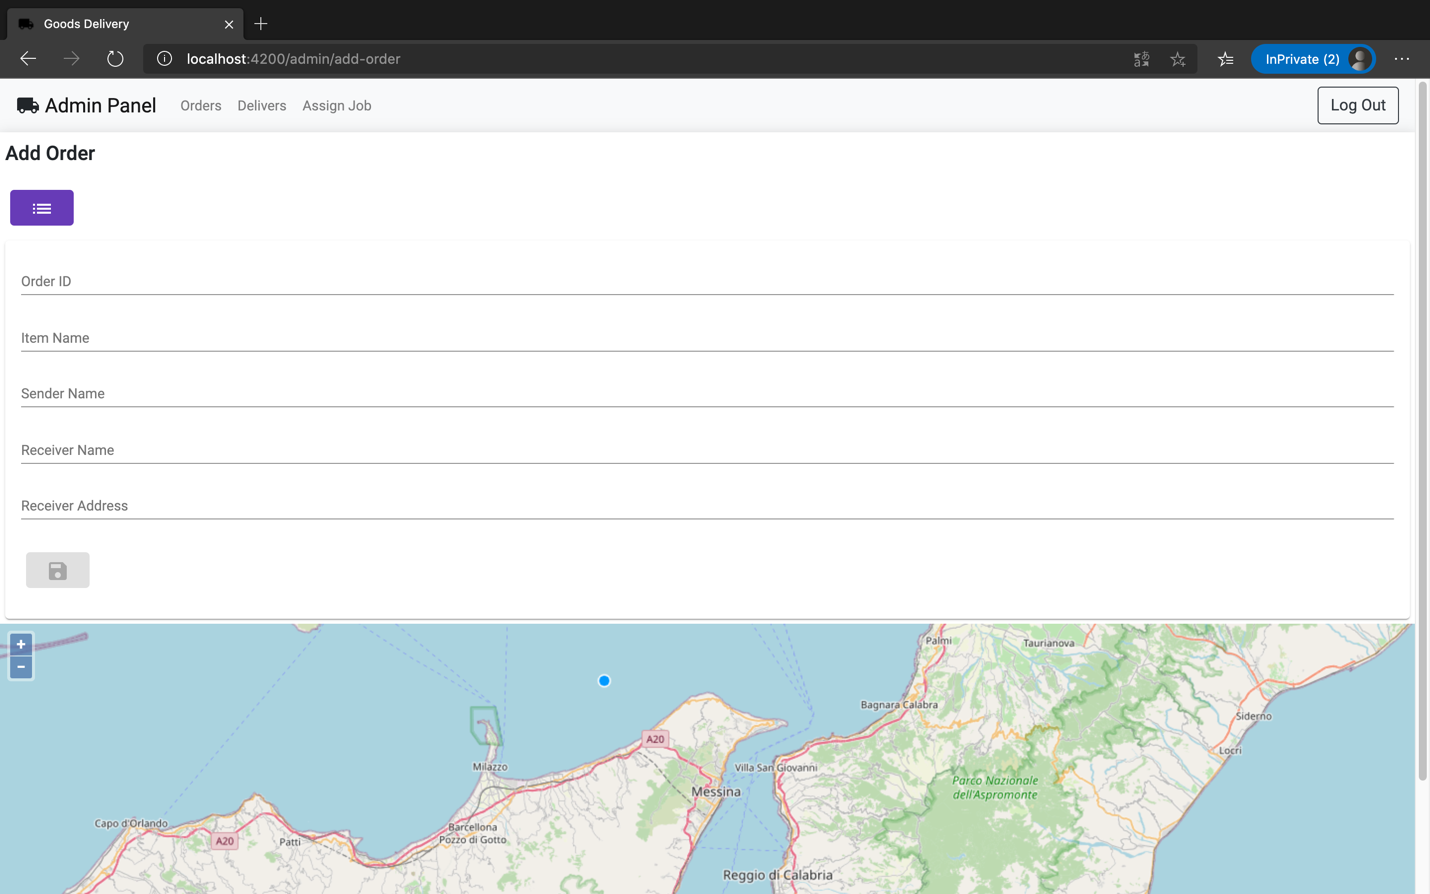 Goods Delivery
localhost:4200/admin/add-order
InPrivate (2)
Admin Panel Orders Delivers Assign Job Log Out
Add Order
Order ID
Item Name
Sender Name
Receiver Name
Receiver Address
+
−
Palmi
Taurianova
Bagnara Calabra
Siderno
A20
Locri
Milazzo
Villa San Giovanni
Parco Nazionale
dell'Aspromonte
Messina
Capo d'Orlando
Barcellona
Pozzo di Gotto
A20
Patti
Reggio di Calabria